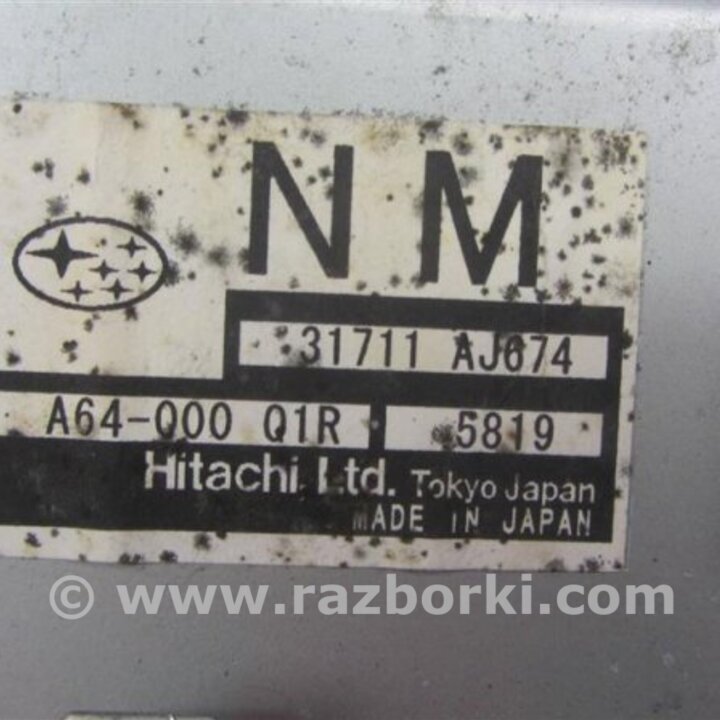 NM
31711 AJ674
A64-000 Q1R 5819
Hitachi, Ltd. Tokyo Japan
MADE IN JAPAN
© www.razborki.com